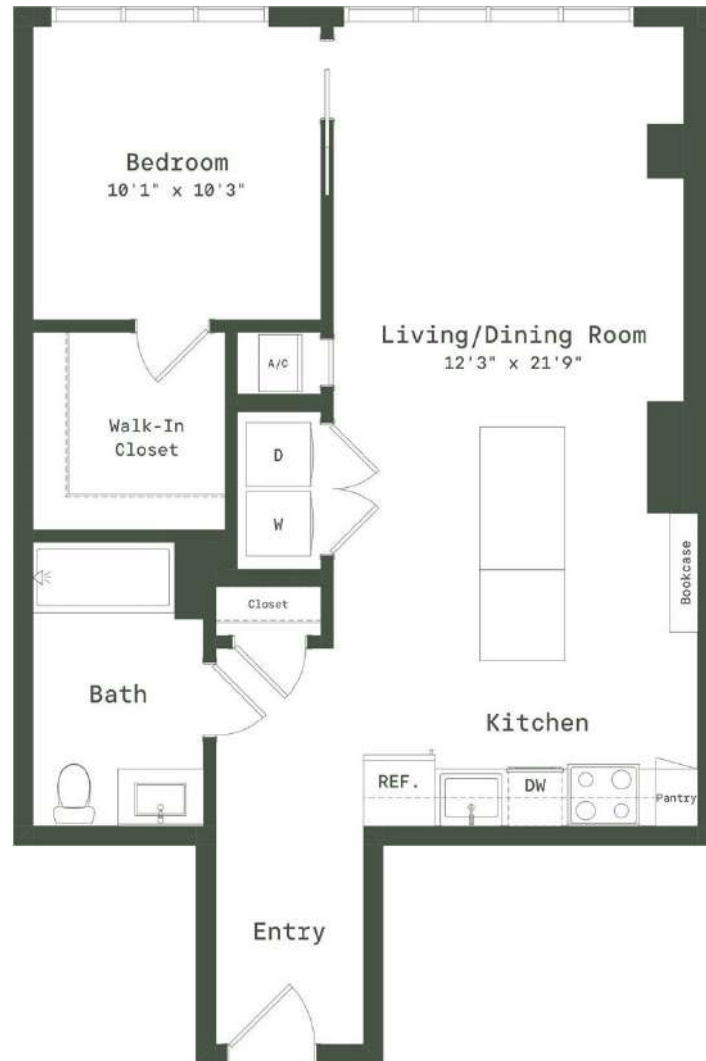 Bedroom
10'1" x 10'3"
Living/Dining Room
12'3" x 21'9"
A/C
Walk-In
Closet
D
W
Bookcase
Closet
Bath
Kitchen
REF.
DW
Pantry
Entry